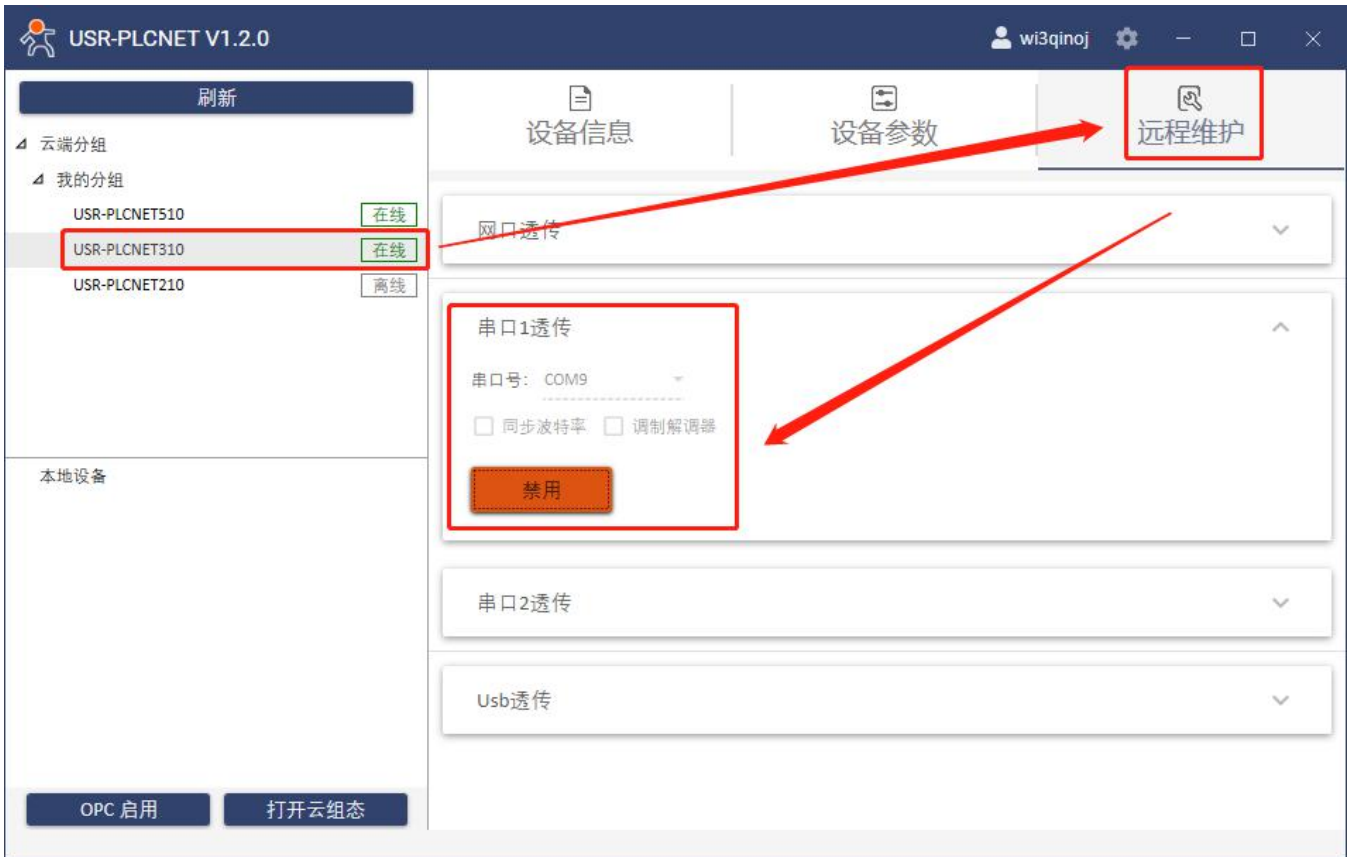 USR-PLCNET V1.2.0
wi3qinoj
刷新
云端分组
我的分组
USR-PLCNET510 在线
USR-PLCNET310 在线
USR-PLCNET210 离线
本地设备
OPC 启用
打开云组态
设备信息
设备参数
远程维护
网口透传
串口1透传
串口号: COM9
同步波特率 调制解调器
禁用
串口2透传
Usb透传